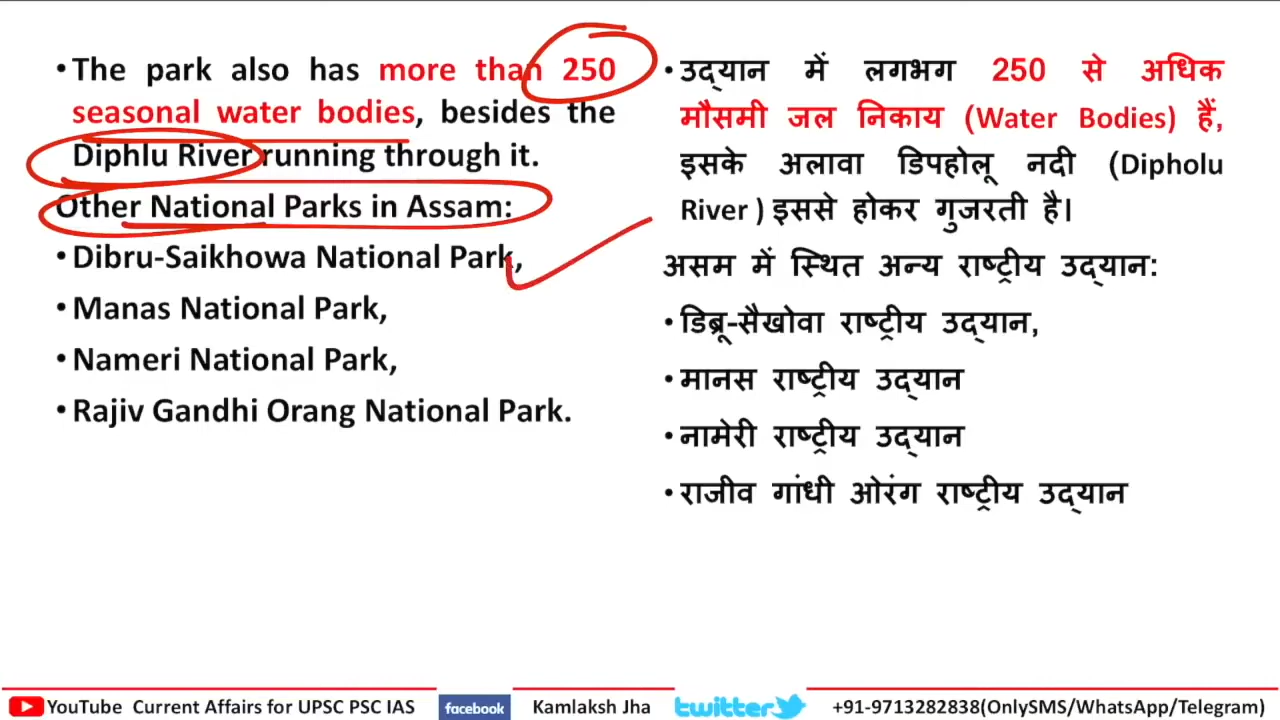 • The park also has more than 250
seasonal water bodies, besides the
Diphlu River running through it.
Other National Parks in Assam:
• Dibru-Saikhowa National Park,
• Manas National Park,
• Nameri National Park,
• Rajiv Gandhi Orang National Park.
• उद्यान में लगभग 250 से अधिक
मौसमी जल निकाय (Water Bodies) हैं,
इसके अलावा डिपहोलू नदी (Dipholu
River ) इससे होकर गुजरती है।
असम में स्थित अन्य राष्ट्रीय उद्यान:
• डिब्रू-सैखोवा राष्ट्रीय उद्यान,
• मानस राष्ट्रीय उद्यान
• नामेरी राष्ट्रीय उद्यान
• राजीव गांधी ओरंग राष्ट्रीय उद्यान
YouTube Current Affairs for UPSC PSC IAS facebook Kamlaksh Jha twitter +91-9713282838(OnlySMS/WhatsApp/Telegram)